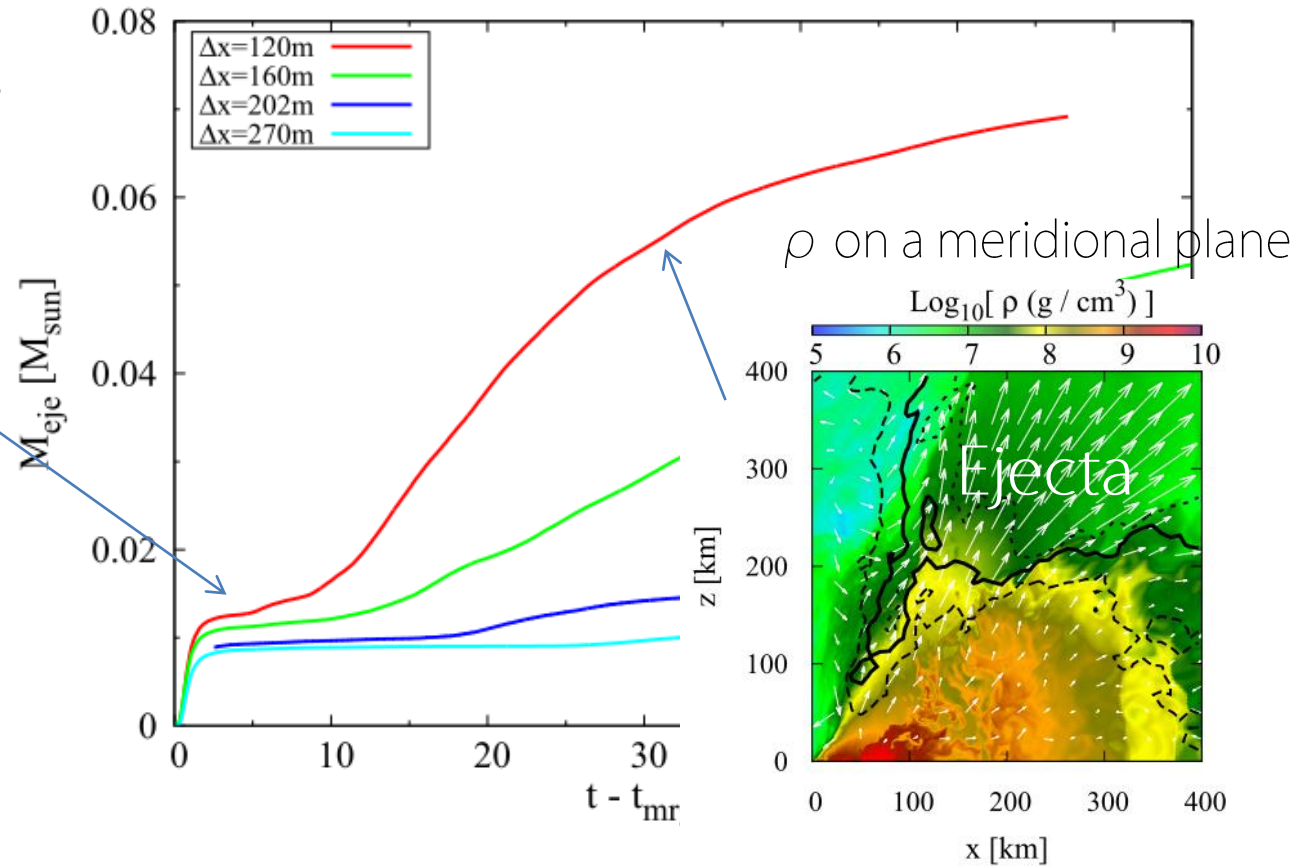 0.08
0.06
0.04
0.02
0
M_eje [M_sun]
Δx=120m
Δx=160m
Δx=202m
Δx=270m
0 10 20 30
t - t_mr
ρ on a meridional plane
Log₁₀[ ρ (g / cm³) ]
5 6 7 8 9 10
400
300
200
100
0
z [km]
Ejecta
0 100 200 300 400
x [km]